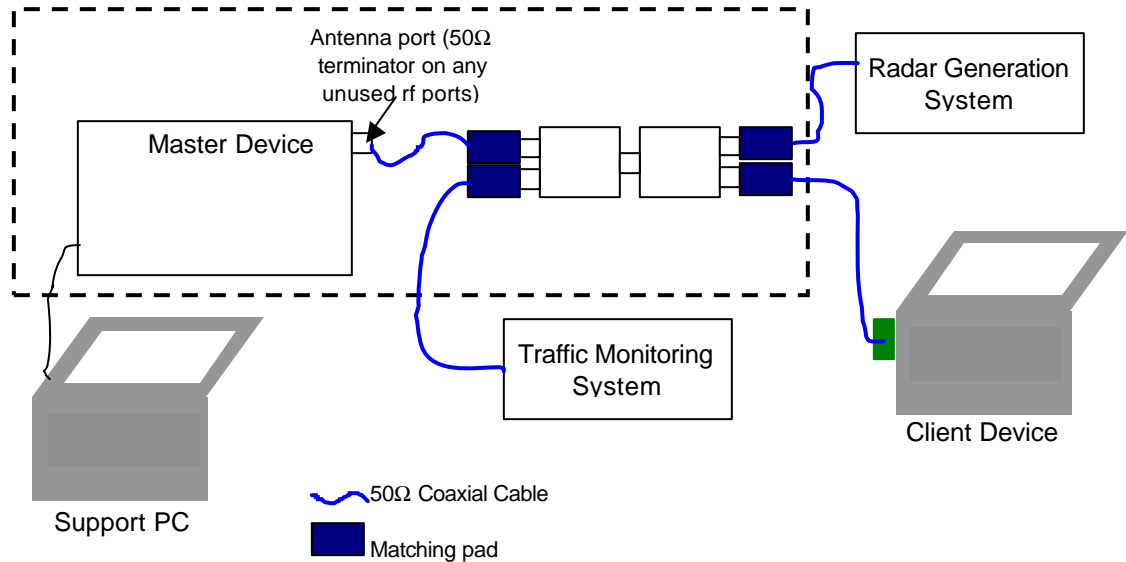 Antenna port (50Ω
terminator on any
unused rf ports)
Master Device
Radar Generation
System
Traffic Monitoring
System
Client Device
Support PC
50Ω Coaxial Cable
Matching pad